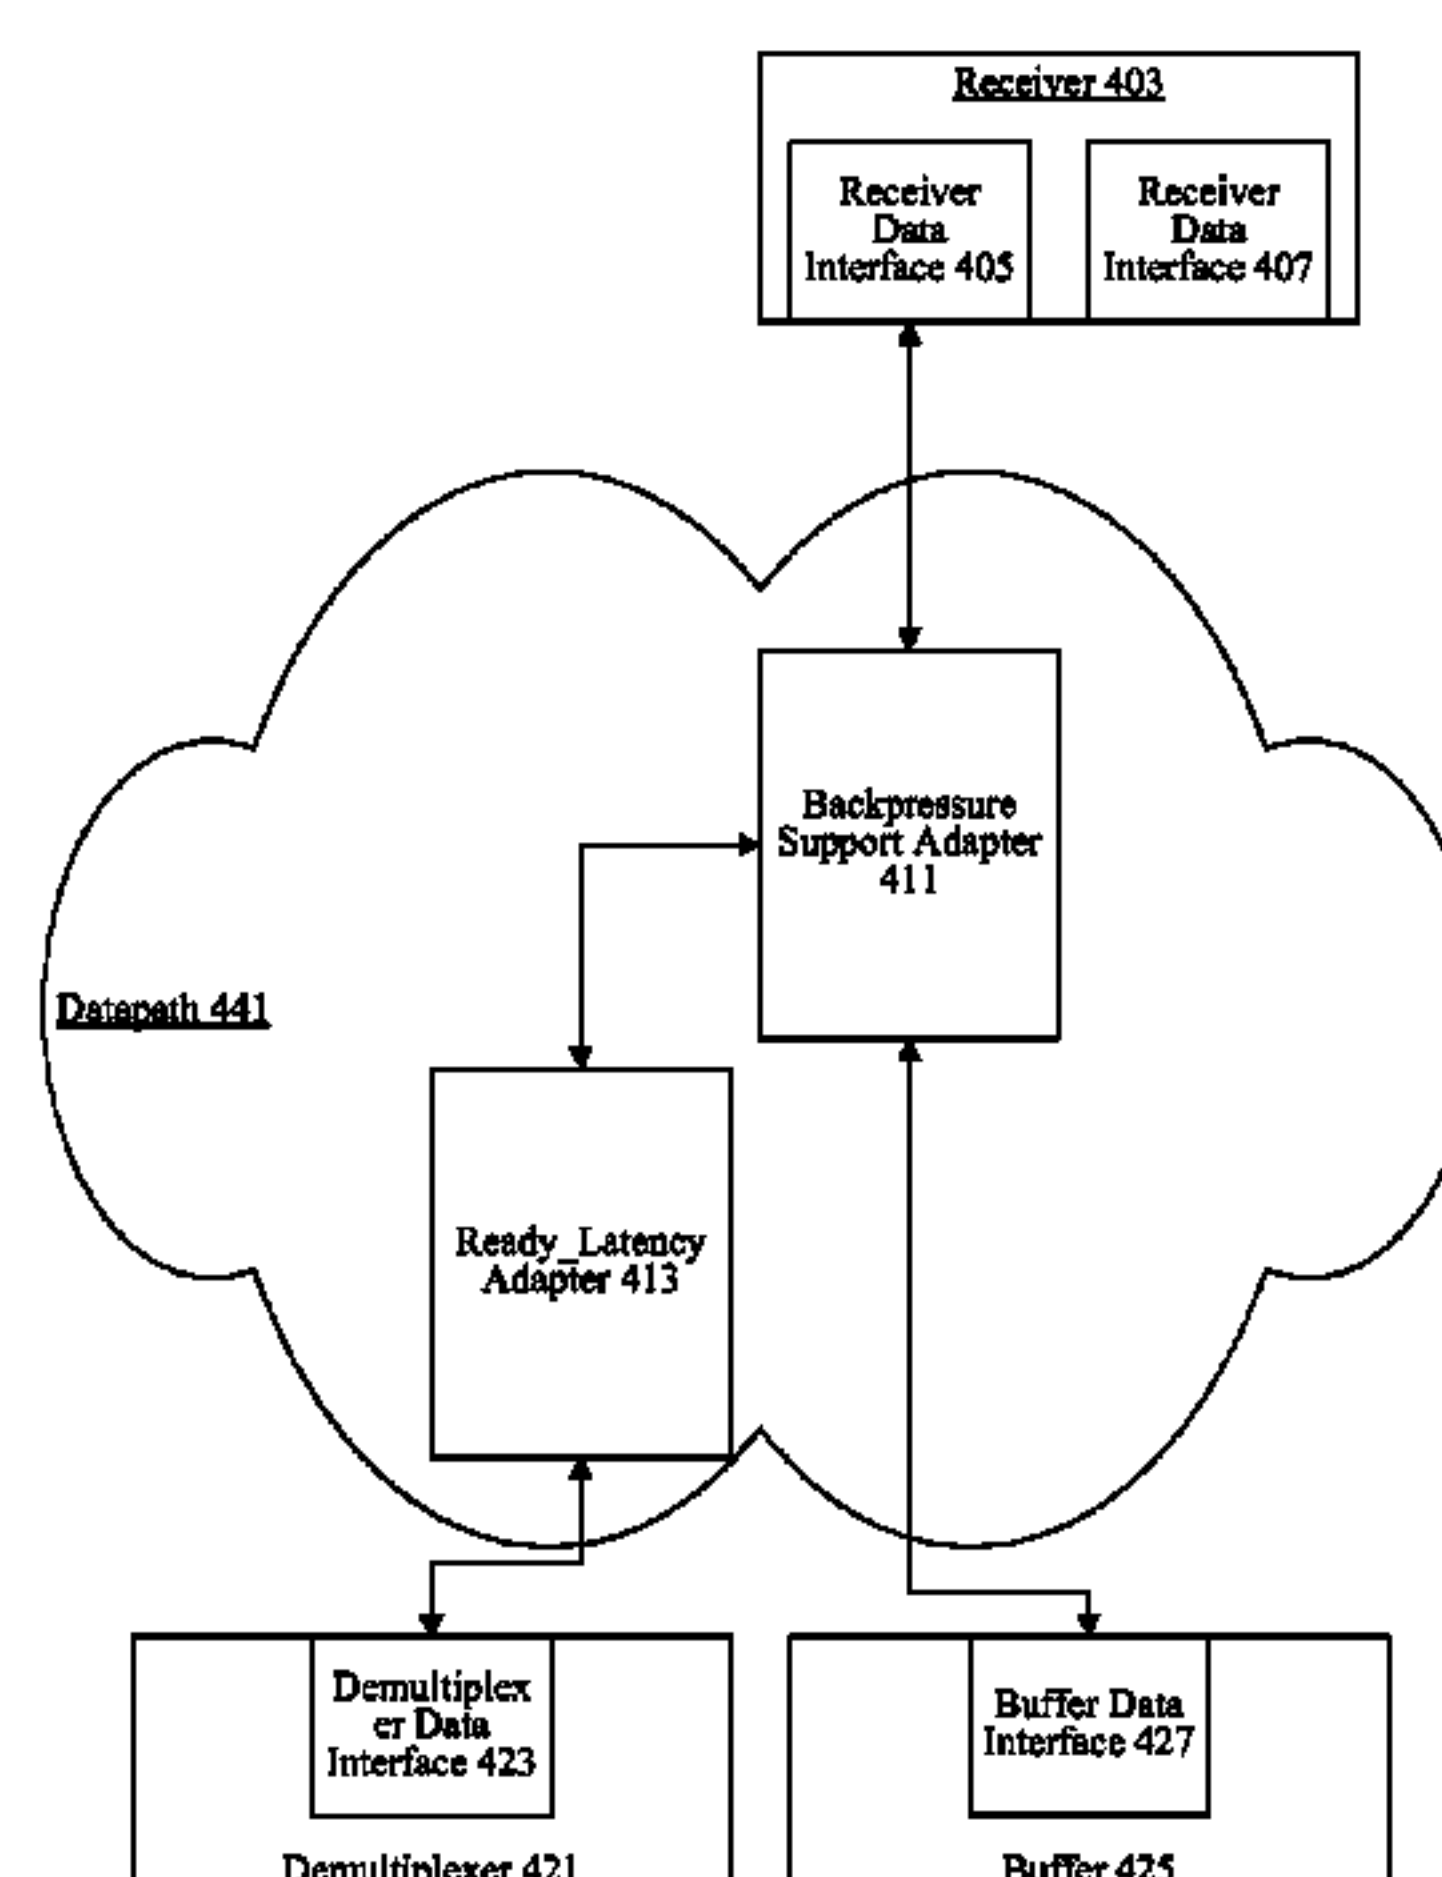 Receiver 403
Receiver
Data
Interface 405
Receiver
Data
Interface 407
Backpressure
Support Adapter
411
Datapath 441
Ready_Latency
Adapter 413
Demultiplex
er Data
Interface 423
Buffer Data
Interface 427
Demultiplexer 421
Buffer 425